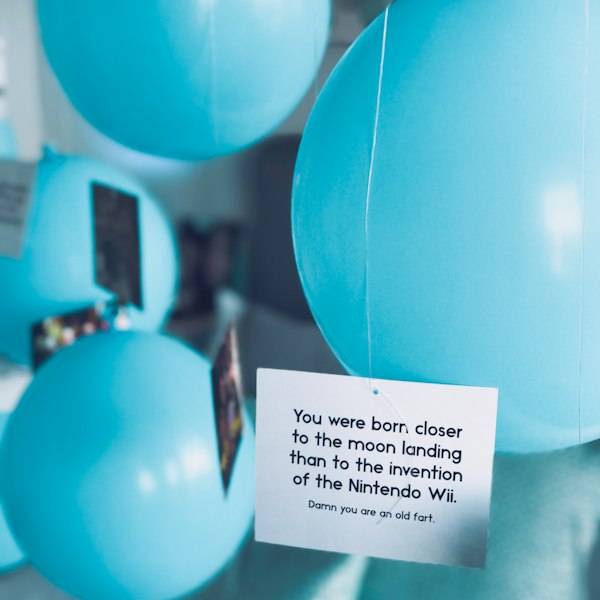 You were born closer
to the moon landing
than to the invention
of the Nintendo Wii.
Damn you are an old fart.